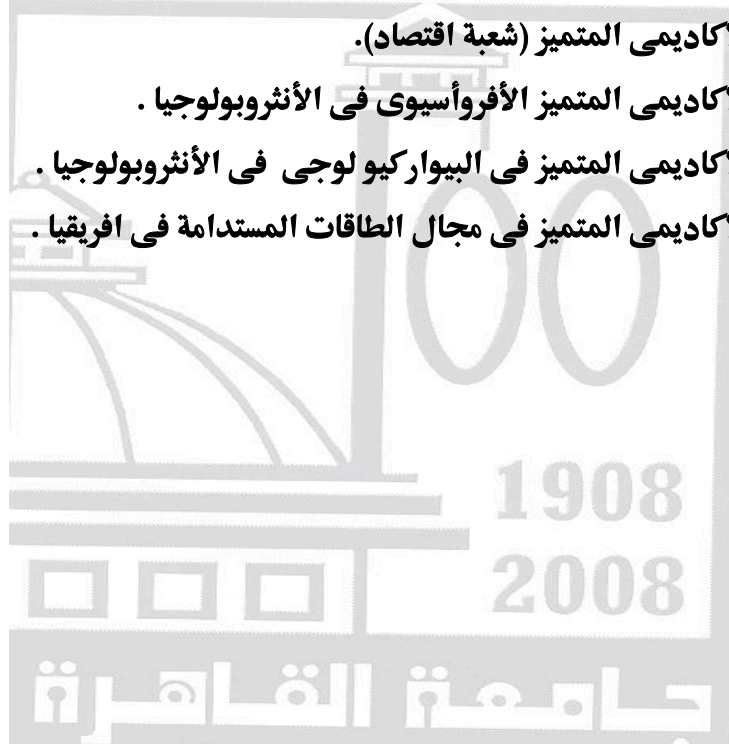 كاديمى المتميز (شعبة اقتصاد).
كاديمى المتميز الأفروأسيوى فى الأنثروبولوجيا .
كاديمى المتميز فى البيواركيو لوجى فى الأنثروبولوجيا .
كاديمى المتميز فى مجال الطاقات المستدامة فى افريقيا .
100
1908
2008
جامعة القاهرة